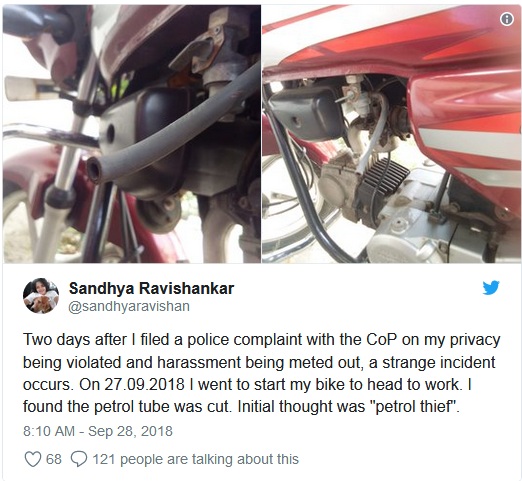 Sandhya Ravishankar
@sandhyaravishan
Two days after I filed a police complaint with the CoP on my privacy
being violated and harassment being meted out, a strange incident
occurs. On 27.09.2018 I went to start my bike to head to work. I
found the petrol tube was cut. Initial thought was "petrol thief".
8:10 AM - Sep 28, 2018
68 121 people are talking about this